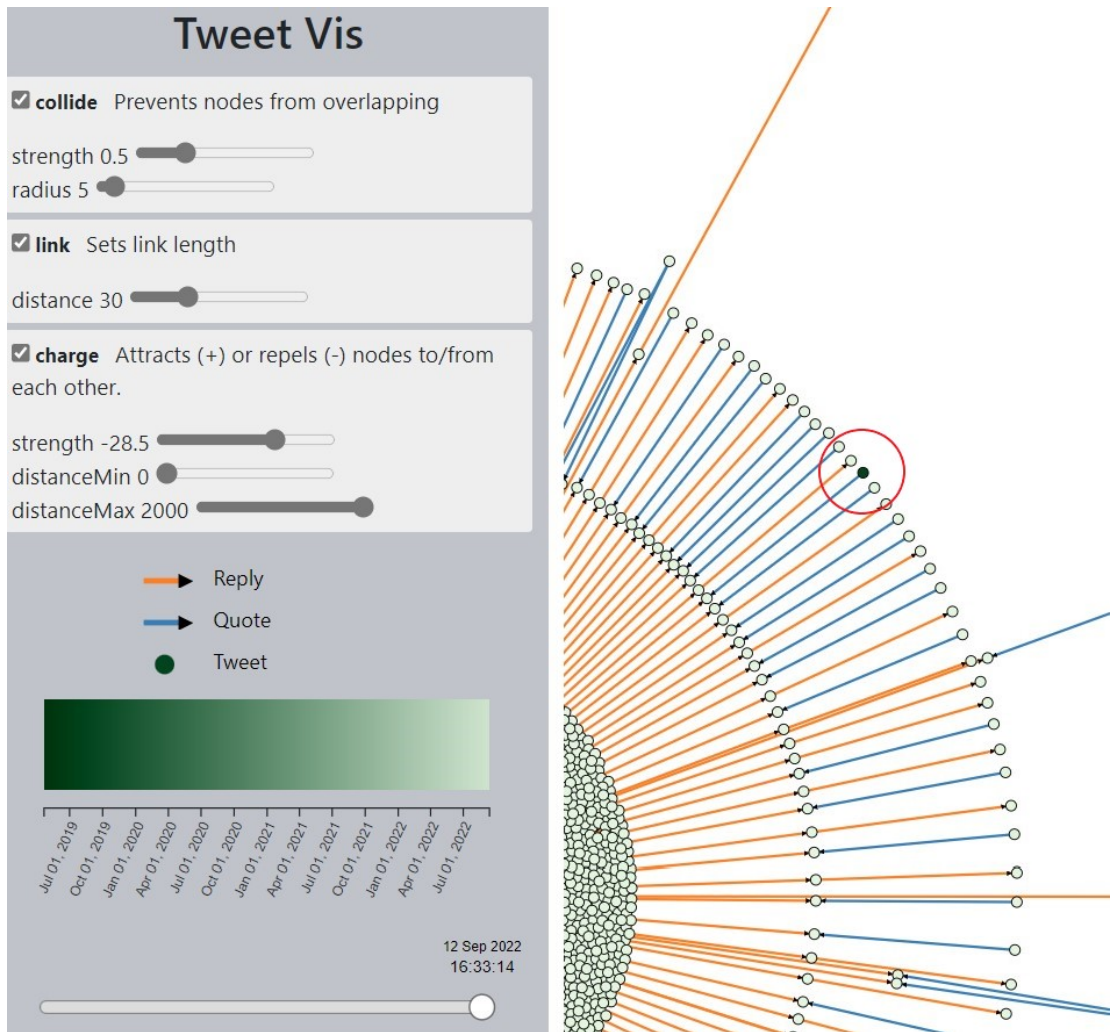 Tweet Vis
collide Prevents nodes from overlapping
strength 0.5
radius 5
link Sets link length
distance 30
charge Attracts (+) or repels (-) nodes to/from
each other.
strength -28.5
distanceMin 0
distanceMax 2000
Reply
Quote
Tweet
Jul 01, 2019
Oct 01, 2019
Jan 01, 2020
Apr 01, 2020
Jul 01, 2020
Oct 01, 2020
Jan 01, 2021
Apr 01, 2021
Jul 01, 2021
Oct 01, 2021
Jan 01, 2022
Apr 01, 2022
Jul 01, 2022
12 Sep 2022
16:33:14